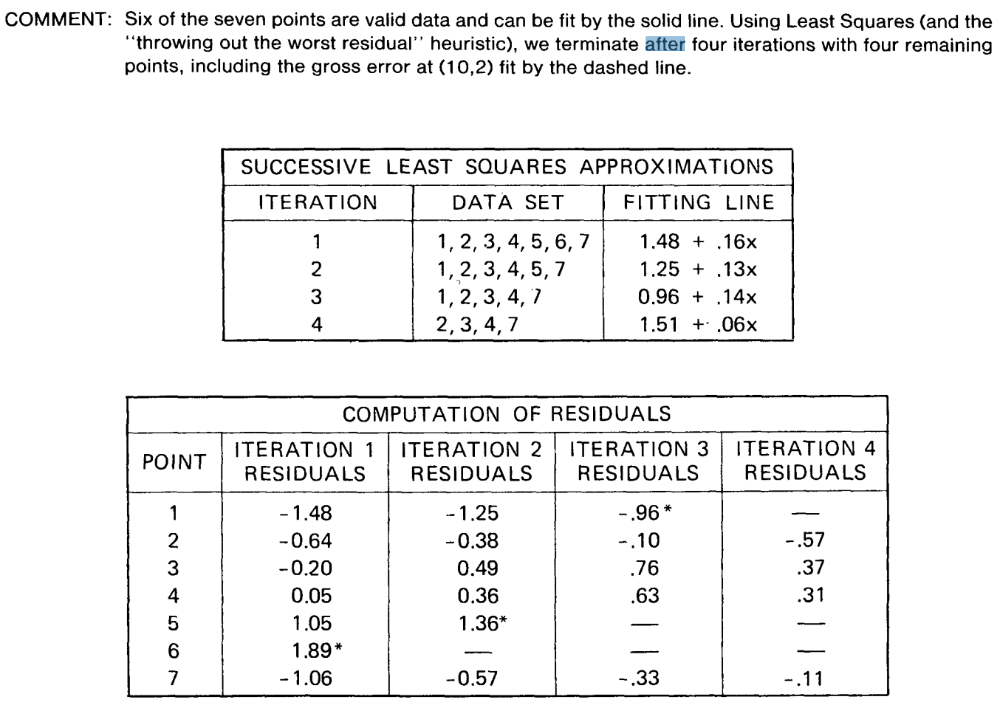 COMMENT: Six of the seven points are valid data and can be fit by the solid line. Using Least Squares (and the
‘‘throwing out the worst residual’’ heuristic), we terminate after four iterations with four remaining
points, including the gross error at (10,2) fit by the dashed line.
SUCCESSIVE LEAST SQUARES APPROXIMATIONS
ITERATION DATA SET FITTING LINE
1 1, 2, 3, 4, 5, 6, 7 1.48 + .16x
2 1, 2, 3, 4, 5, 7 1.25 + .13x
3 1, 2, 3, 4, 7 0.96 + .14x
4 2, 3, 4, 7 1.51 + .06x
COMPUTATION OF RESIDUALS
POINT ITERATION 1 RESIDUALS ITERATION 2 RESIDUALS ITERATION 3 RESIDUALS ITERATION 4 RESIDUALS
1 -1.48 -1.25 -.96* —
2 -0.64 -0.38 -.10 -.57
3 -0.20 0.49 .76 .37
4 0.05 0.36 .63 .31
5 1.05 1.36* — —
6 1.89* — — —
7 -1.06 -0.57 -.33 -.11